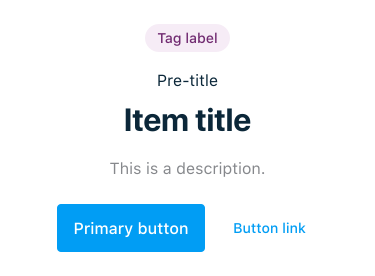 Tag label
Pre-title
Item title
This is a description.
Primary button Button link